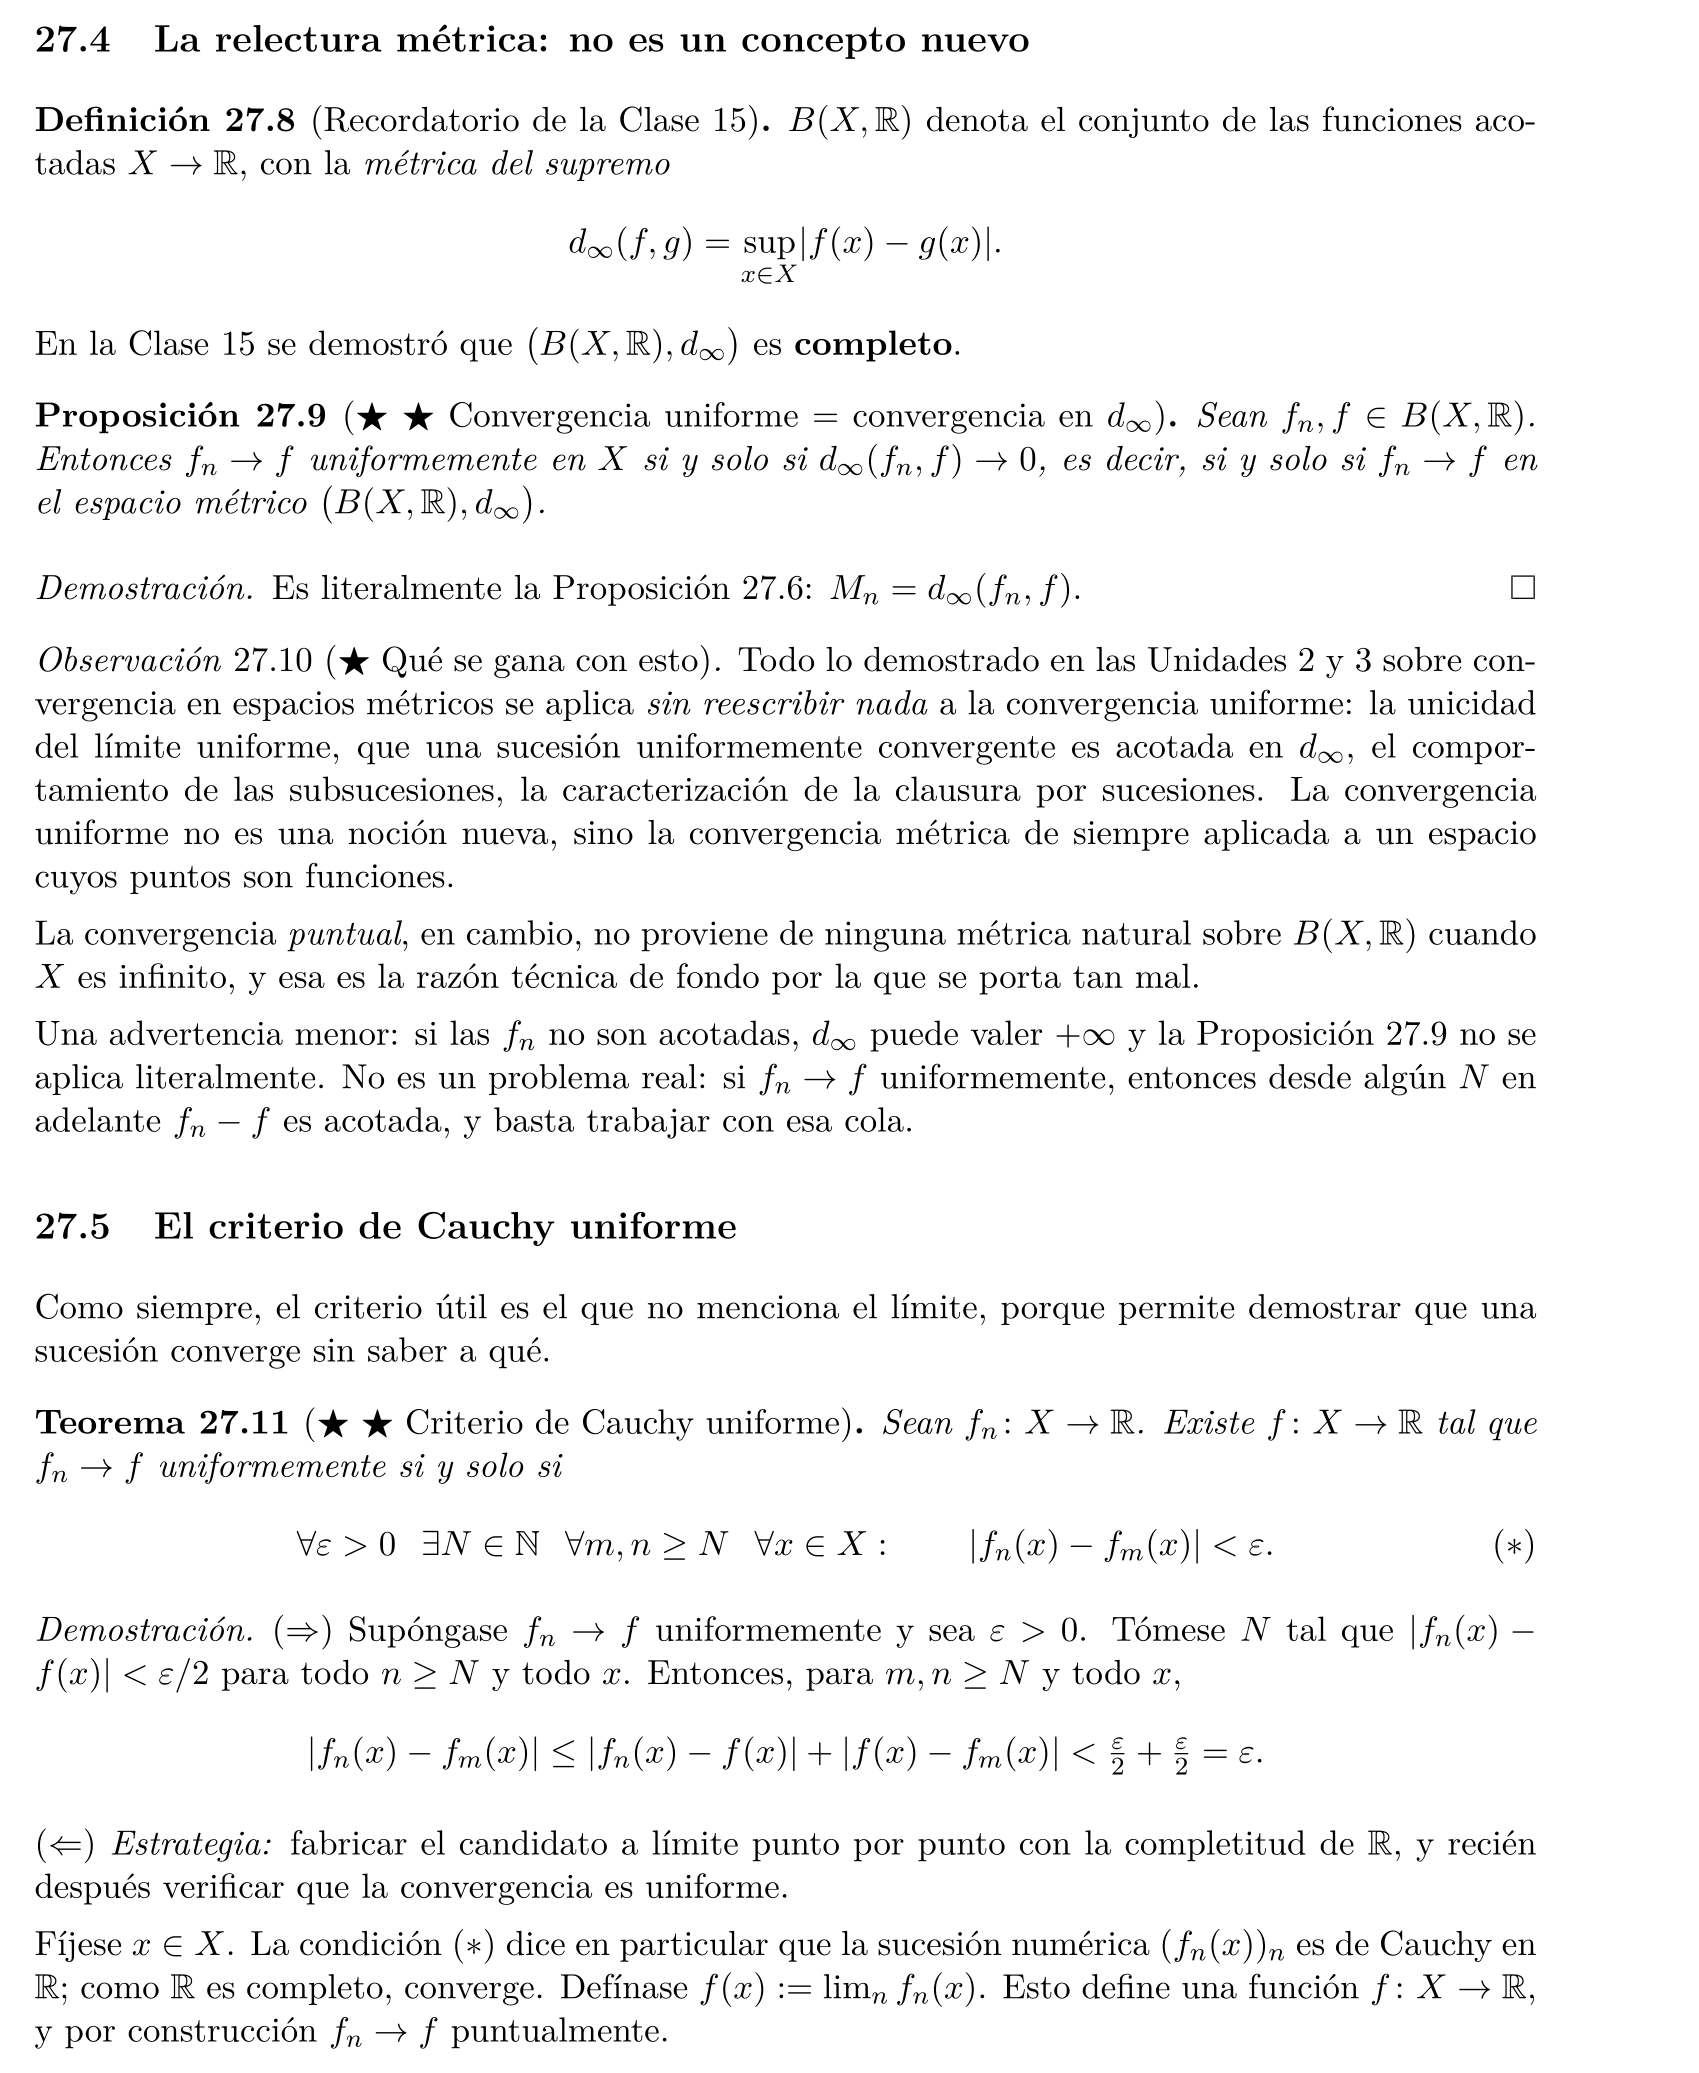 27.4 La relectura métrica: no es un concepto nuevo
Definición 27.8 (Recordatorio de la Clase 15). B(X, ℝ) denota el conjunto de las funciones aco-
tadas X → ℝ, con la métrica del supremo
d∞(f, g) = sup |f(x) − g(x)|.
x∈X
En la Clase 15 se demostró que (B(X, ℝ), d∞) es completo.
Proposición 27.9 (★ ★ Convergencia uniforme = convergencia en d∞). Sean fₙ, f ∈ B(X, ℝ).
Entonces fₙ → f uniformemente en X si y solo si d∞(fₙ, f) → 0, es decir, si y solo si fₙ → f en
el espacio métrico (B(X, ℝ), d∞).
Demostración. Es literalmente la Proposición 27.6: Mₙ = d∞(fₙ, f). □
Observación 27.10 (★ Qué se gana con esto). Todo lo demostrado en las Unidades 2 y 3 sobre con-
vergencia en espacios métricos se aplica sin reescribir nada a la convergencia uniforme: la unicidad
del límite uniforme, que una sucesión uniformemente convergente es acotada en d∞, el compor-
tamiento de las subsucesiones, la caracterización de la clausura por sucesiones. La convergencia
uniforme no es una noción nueva, sino la convergencia métrica de siempre aplicada a un espacio
cuyos puntos son funciones.
La convergencia puntual, en cambio, no proviene de ninguna métrica natural sobre B(X, ℝ) cuando
X es infinito, y esa es la razón técnica de fondo por la que se porta tan mal.
Una advertencia menor: si las fₙ no son acotadas, d∞ puede valer +∞ y la Proposición 27.9 no se
aplica literalmente. No es un problema real: si fₙ → f uniformemente, entonces desde algún N en
adelante fₙ − f es acotada, y basta trabajar con esa cola.
27.5 El criterio de Cauchy uniforme
Como siempre, el criterio útil es el que no menciona el límite, porque permite demostrar que una
sucesión converge sin saber a qué.
Teorema 27.11 (★ ★ Criterio de Cauchy uniforme). Sean fₙ: X → ℝ. Existe f: X → ℝ tal que
fₙ → f uniformemente si y solo si
∀ε > 0 ∃N ∈ ℕ ∀m, n ≥ N ∀x ∈ X : |fₙ(x) − fₘ(x)| < ε. (∗)
Demostración. (⇒) Supóngase fₙ → f uniformemente y sea ε > 0. Tómese N tal que |fₙ(x) −
f(x)| < ε/2 para todo n ≥ N y todo x. Entonces, para m, n ≥ N y todo x,
|fₙ(x) − fₘ(x)| ≤ |fₙ(x) − f(x)| + |f(x) − fₘ(x)| < ε/2 + ε/2 = ε.
(⇐) Estrategia: fabricar el candidato a límite punto por punto con la completitud de ℝ, y recién
después verificar que la convergencia es uniforme.
Fíjese x ∈ X. La condición (∗) dice en particular que la sucesión numérica (fₙ(x))ₙ es de Cauchy en
ℝ; como ℝ es completo, converge. Defínase f(x) := limₙ fₙ(x). Esto define una función f: X → ℝ,
y por construcción fₙ → f puntualmente.